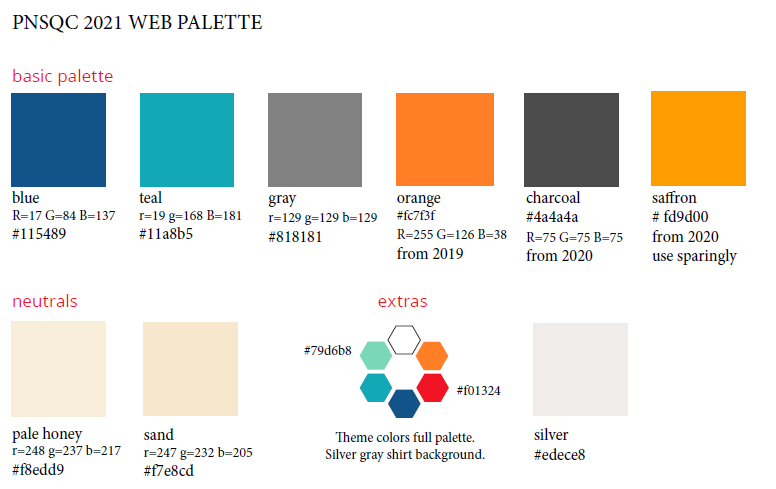 PNSQC 2021 WEB PALETTE
basic palette
blue
R=17 G=84 B=137
#115489
teal
r=19 g=168 B=181
#11a8b5
gray
r=129 g=129 b=129
#818181
orange
#fc7f3f
R=255 G=126 B=38
from 2019
charcoal
#4a4a4a
R=75 G=75 B=75
from 2020
saffron
# fd9d00
from 2020
use sparingly
neutrals
pale honey
r=248 g=237 b=217
#f8edd9
sand
r=247 g=232 b=205
#f7e8cd
extras
#79d6b8
#f01324
Theme colors full palette.
Silver gray shirt background.
silver
#edece8